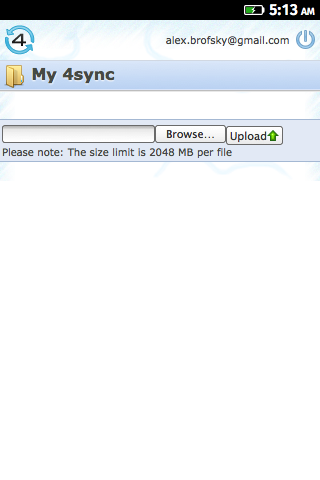 5:13 AM
4
alex.brofsky@gmail.com
My 4sync
Browse...
Upload
Please note: The size limit is 2048 MB per file